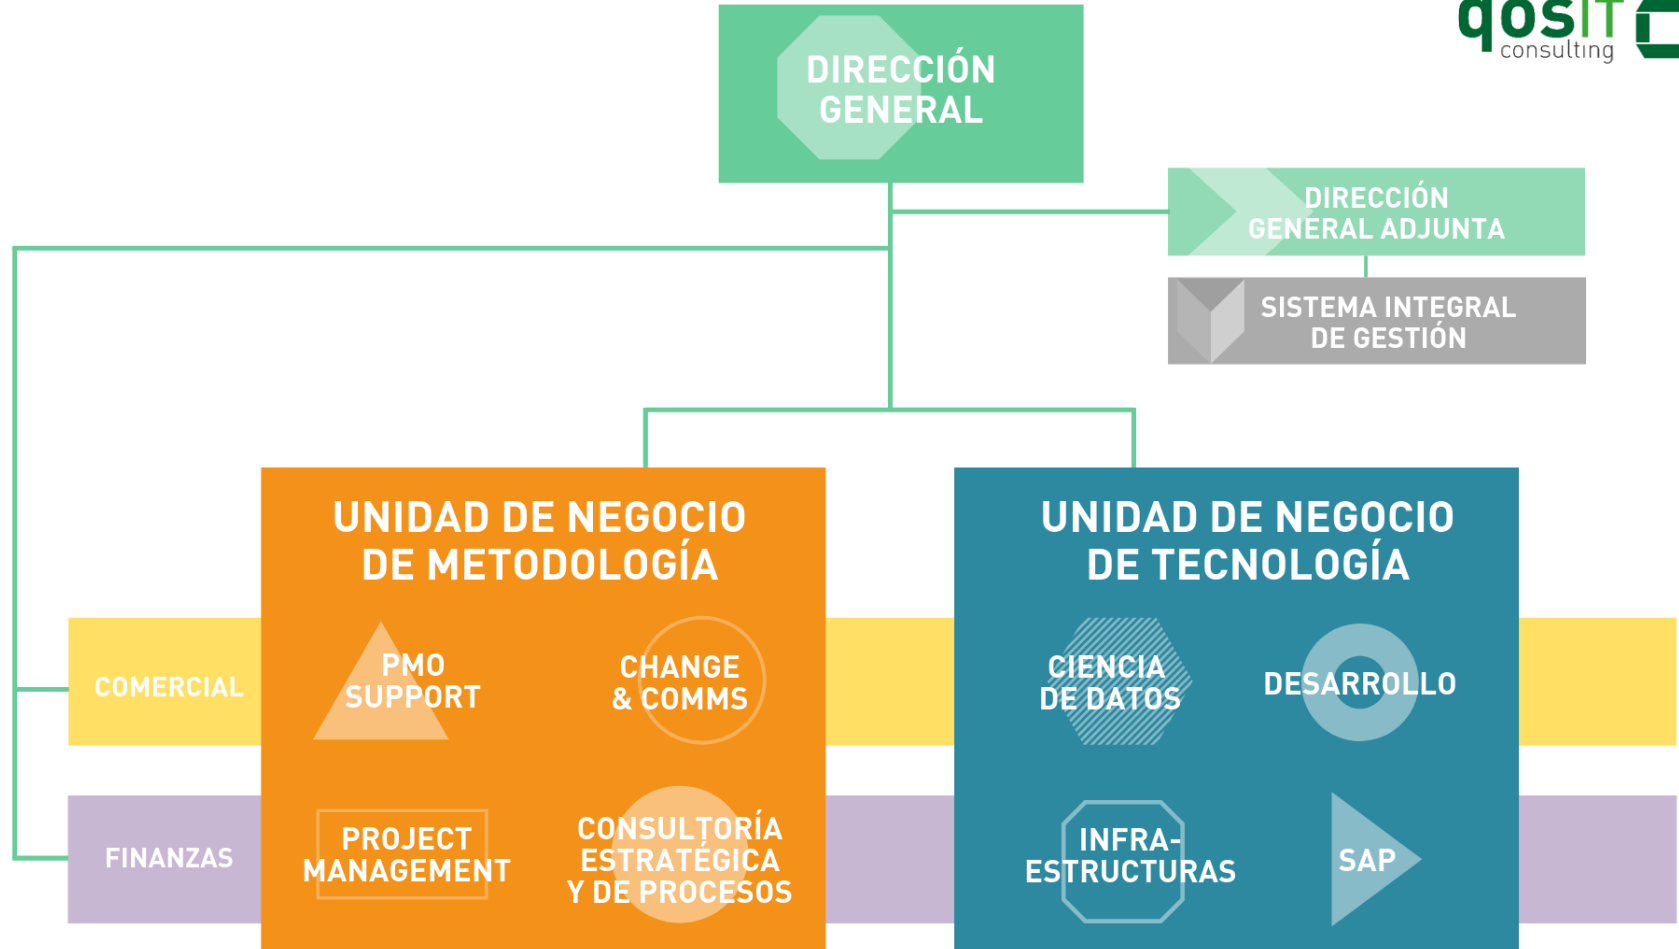 qosIT
consulting
DIRECCIÓN
GENERAL
DIRECCIÓN
GENERAL ADJUNTA
SISTEMA INTEGRAL
DE GESTIÓN
UNIDAD DE NEGOCIO
DE METODOLOGÍA
UNIDAD DE NEGOCIO
DE TECNOLOGÍA
COMERCIAL
PMO
SUPPORT
CHANGE
& COMMS
CIENCIA
DE DATOS
DESARROLLO
FINANZAS
PROJECT
MANAGEMENT
CONSULTORÍA
ESTRATÉGICA
Y DE PROCESOS
INFRA-
ESTRUCTURAS
SAP